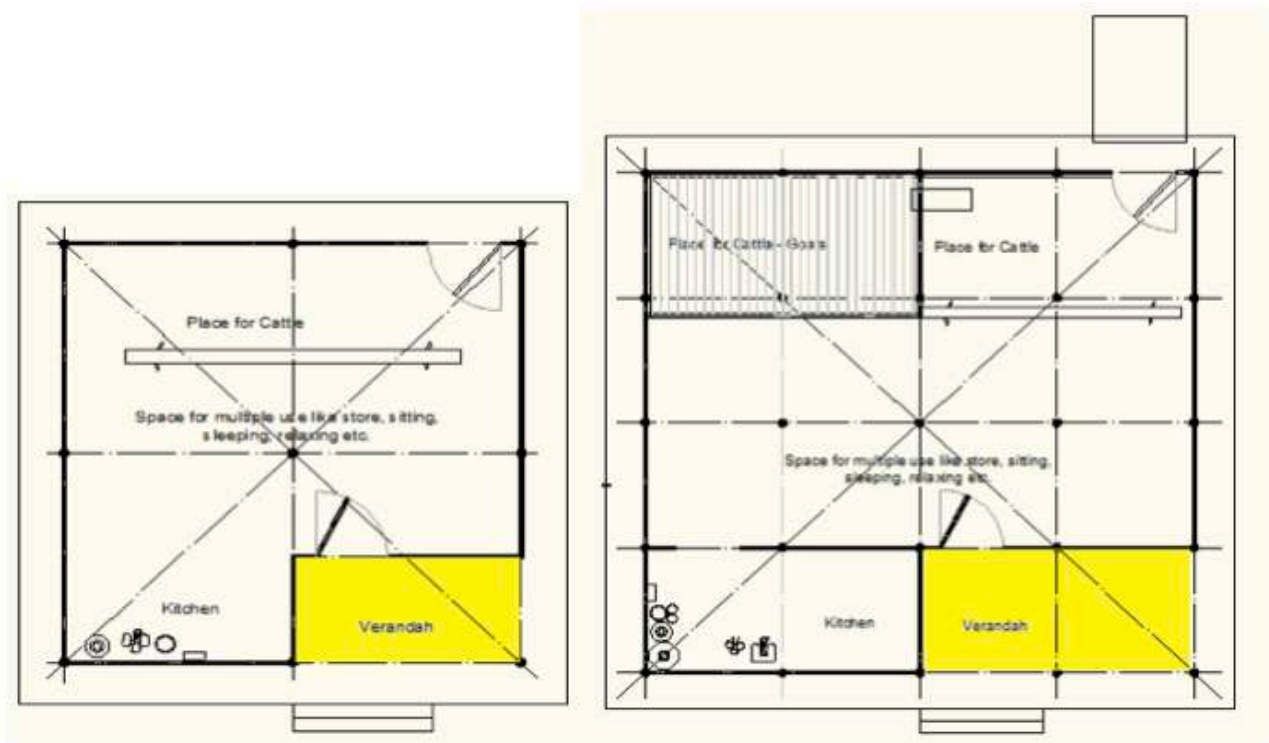 Place for Cattle
Space for multiple use like store, sitting,
sleeping, relaxing etc.
Kitchen
Verandah
Place for Cattle - Goats
Place for Cattle
Space for multiple use like store, sitting,
sleeping, relaxing etc.
Kitchen
Verandah